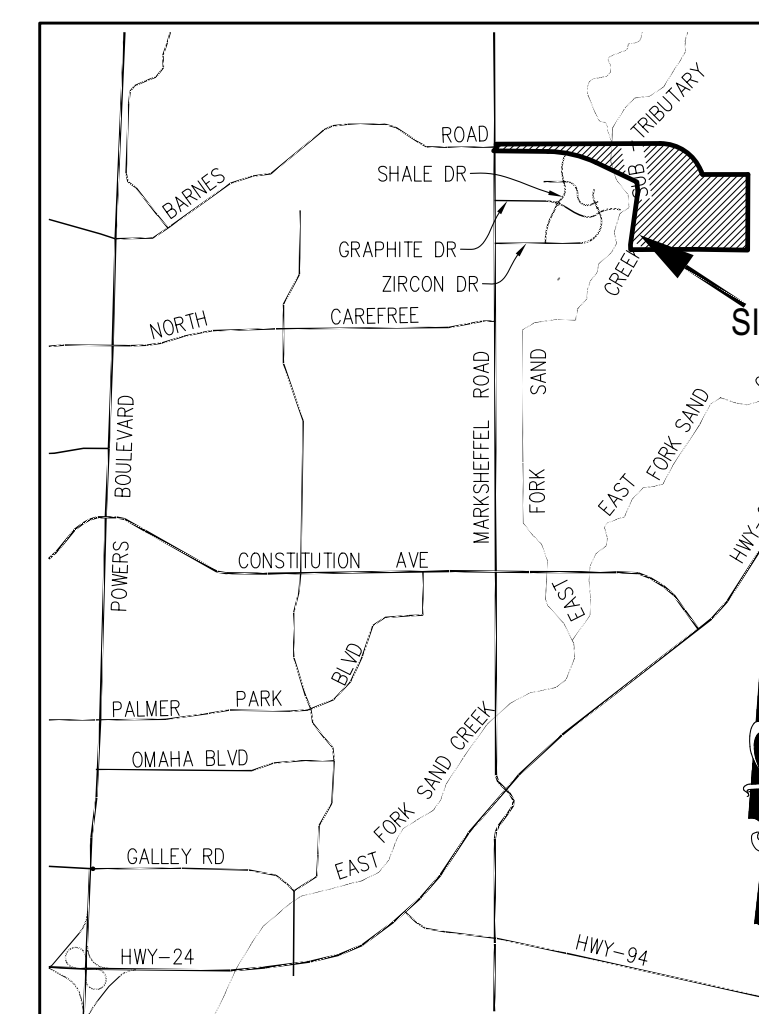 TRIBUTARY
SUB
ROAD
SHALE DR
BARNES
GRAPHITE DR
ZIRCON DR
CREEK
NORTH
CAREFREE
SAND
FORK
EAST
MARKSHEFFEL ROAD
EAST
FORK SAND
BOULEVARD
POWERS
CONSTITUTION AVE
HWY-
BLVD
PARK
PALMER
OMAHA BLVD
FORK SAND CREEK
EAST
GALLEY RD
HWY-24
HWY-94